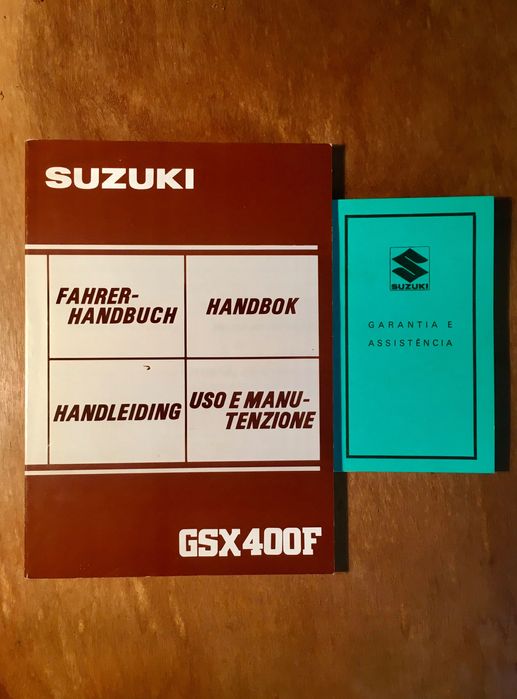 SUZUKI
FAHRER-
HANDBUCH
HANDBOK
HANDLEIDING
USO E MANU-
TENZIONE
GSX400F
SUZUKI
GARANTIA E
ASSISTÊNCIA